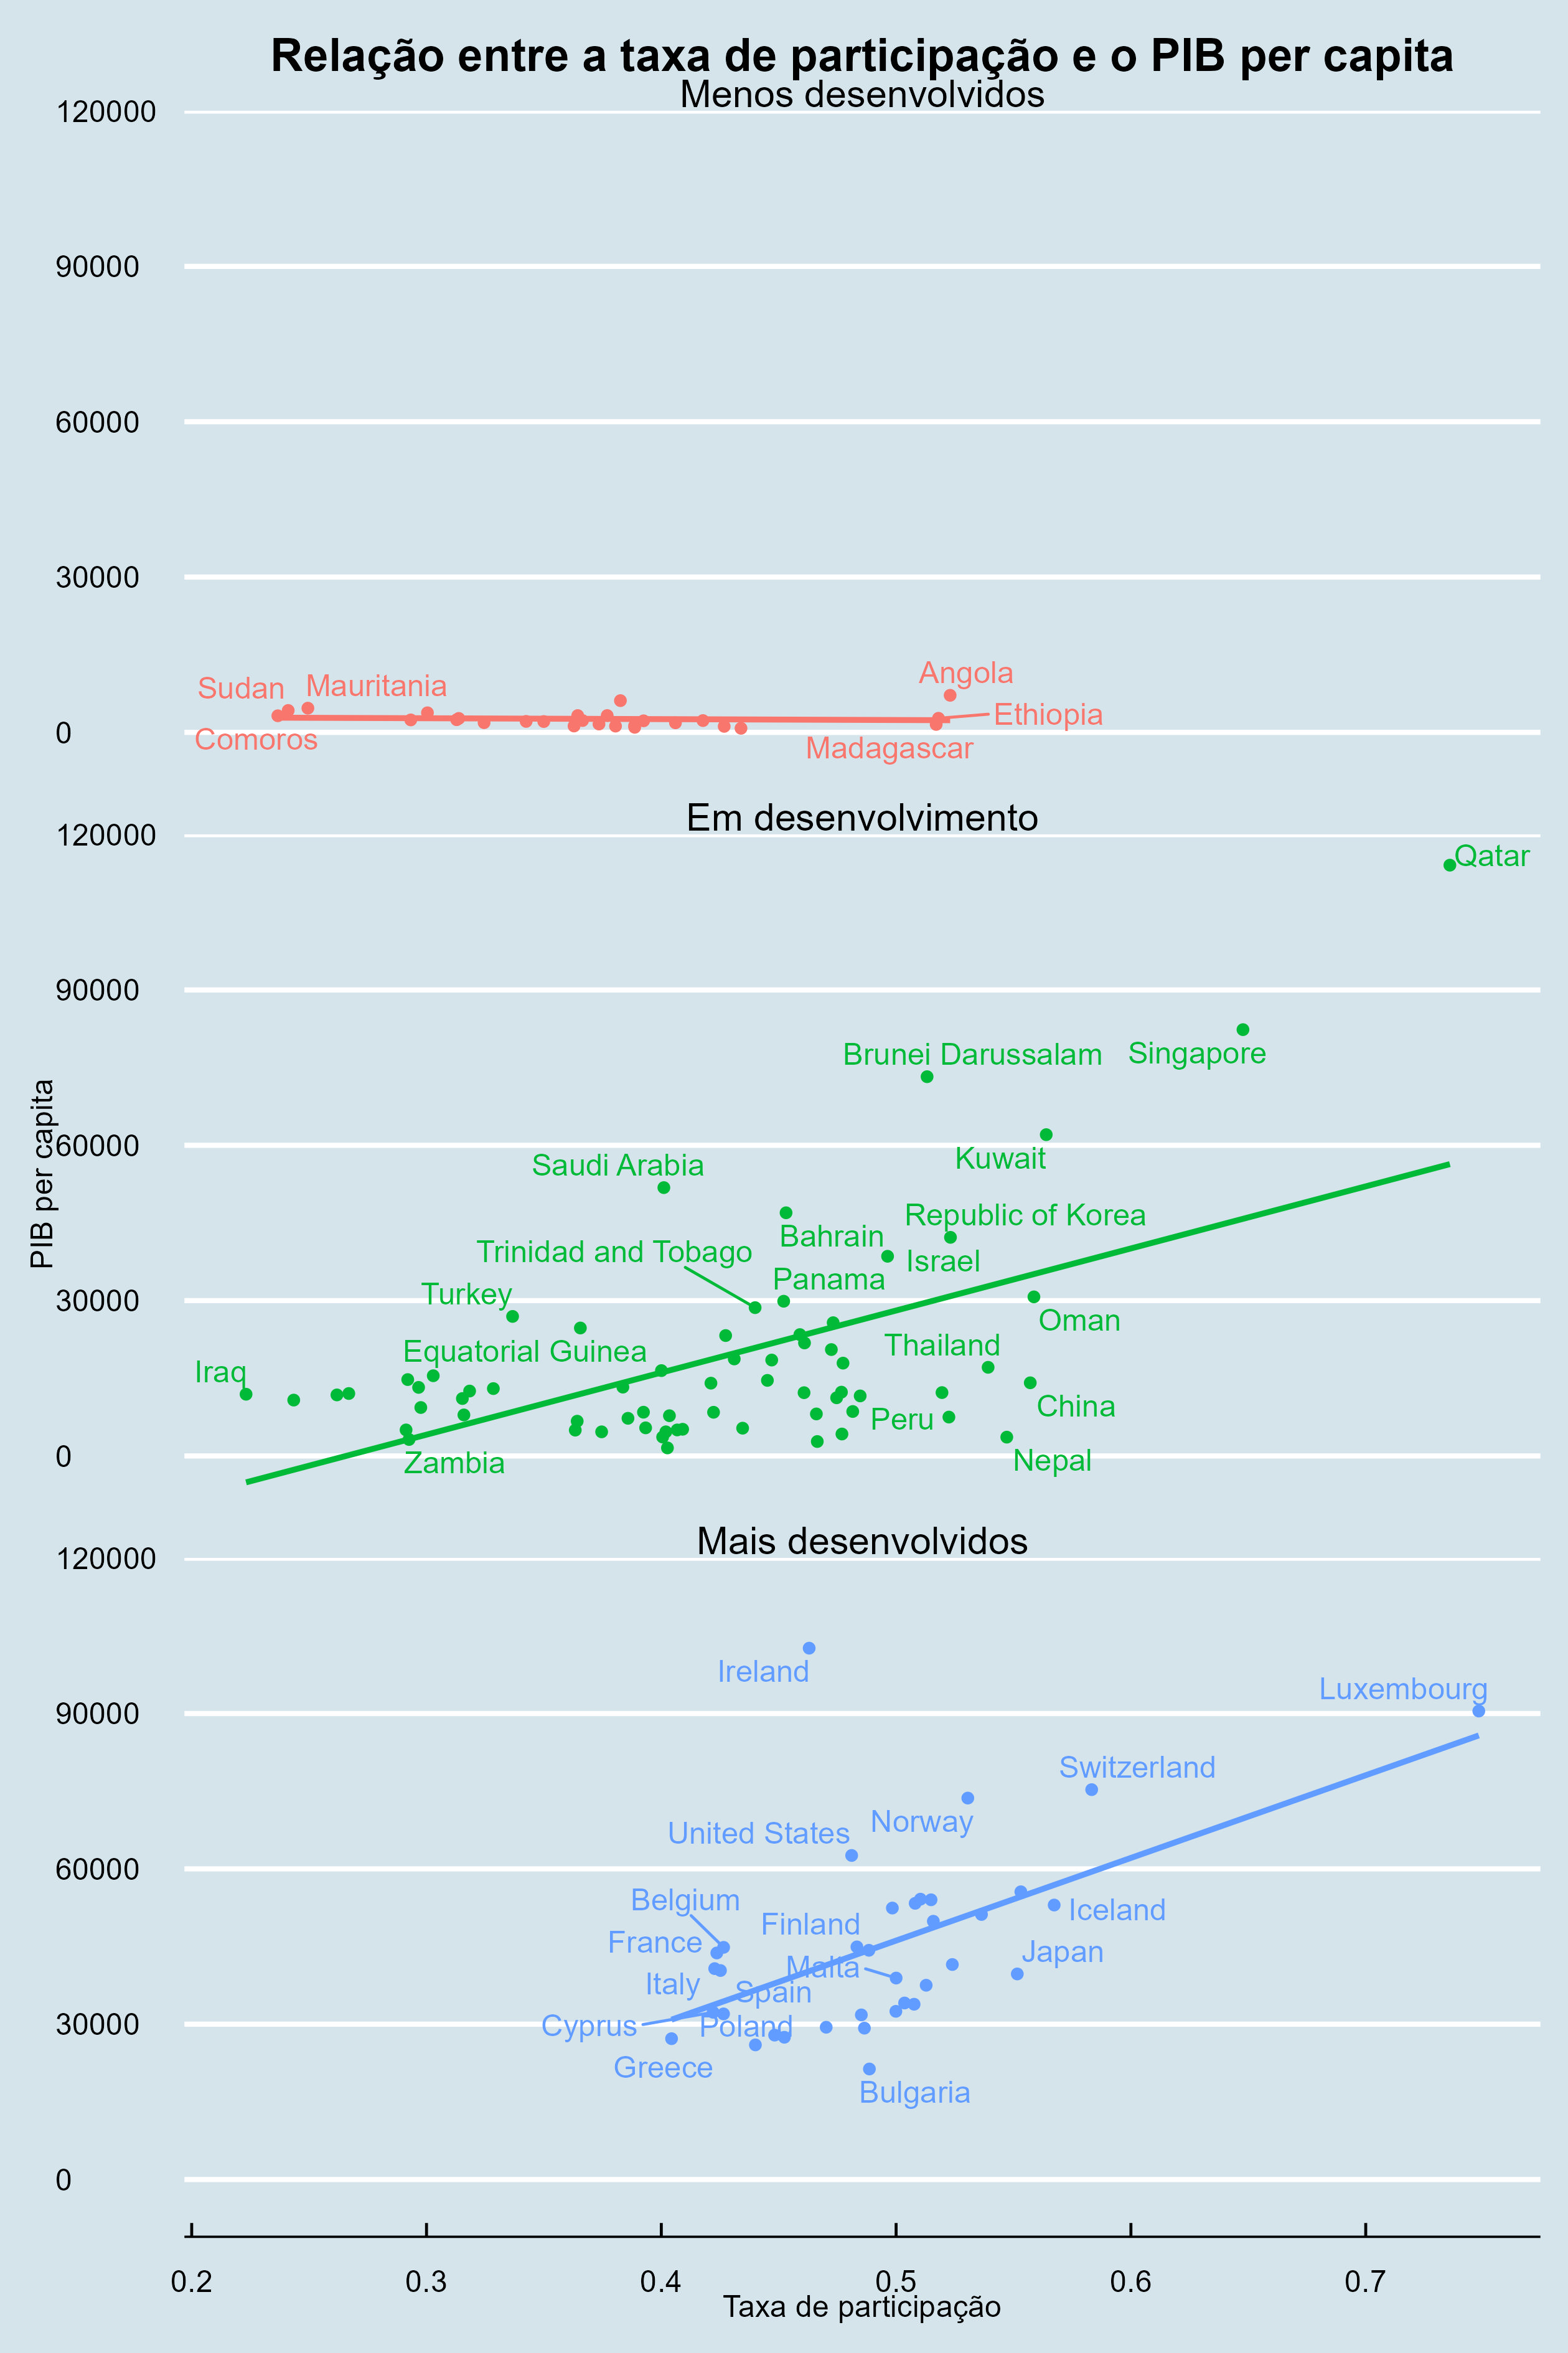 Relação entre a taxa de participação e o PIB per capita
Menos desenvolvidos
120000
90000
60000
30000
0
Sudan
Mauritania
Comoros
Angola
Ethiopia
Madagascar
Em desenvolvimento
120000
90000
60000
30000
0
PIB per capita
Qatar
Singapore
Brunei Darussalam
Kuwait
Saudi Arabia
Republic of Korea
Bahrain
Trinidad and Tobago
Israel
Panama
Turkey
Oman
Thailand
Equatorial Guinea
Iraq
China
Peru
Nepal
Zambia
Mais desenvolvidos
120000
90000
60000
30000
0
Ireland
Luxembourg
Switzerland
Norway
United States
Belgium
Iceland
Finland
France
Japan
Malta
Italy
Spain
Cyprus
Poland
Greece
Bulgaria
0.2 0.3 0.4 0.5 0.6 0.7
Taxa de participação